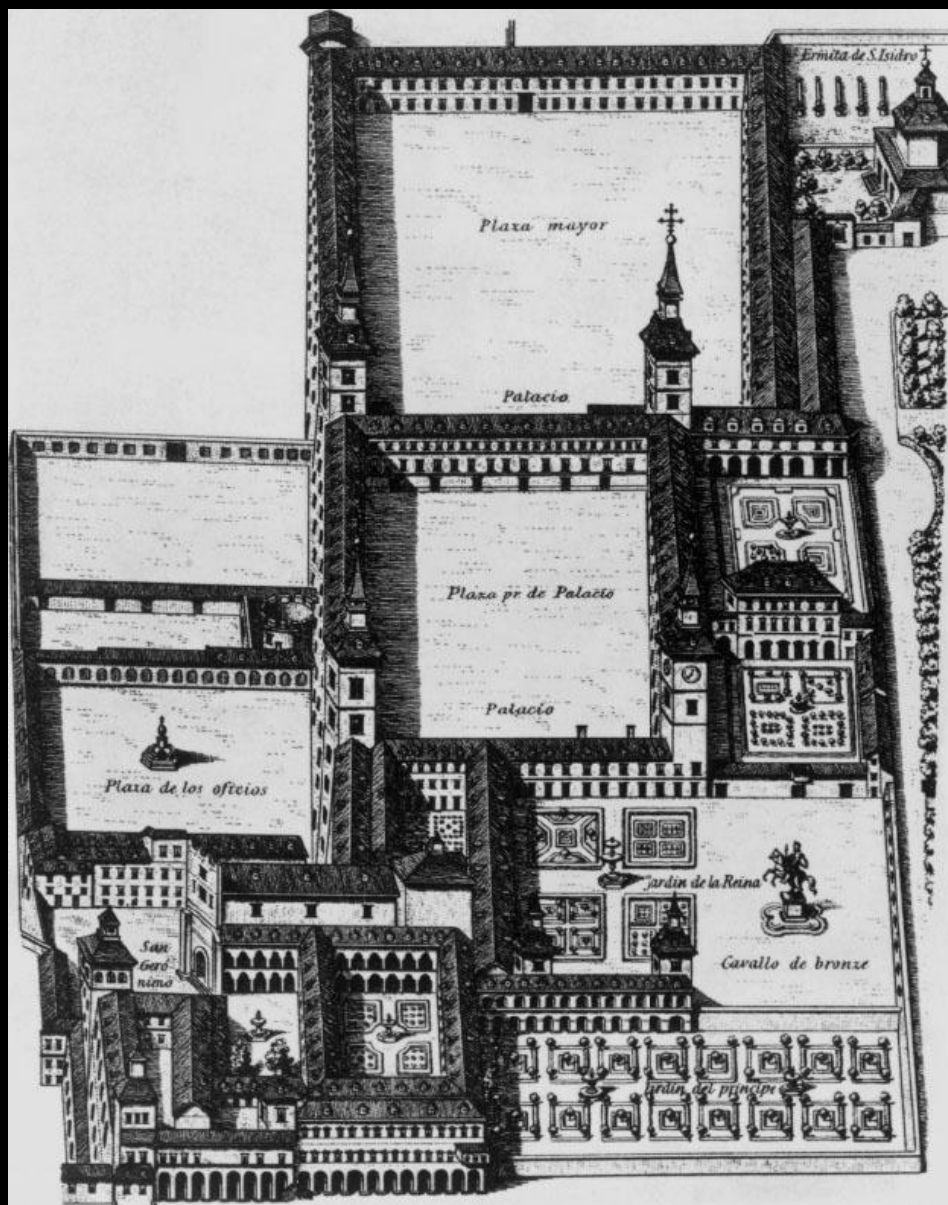 Ermita de S. Isidro
Plaza mayor
Palacio
Plaza pr. de Palacio
Palacio
Plaza de los oficios
Jardin de la Reina
San
Gero
nimo
Cavallo de bronze
Jardin del principe